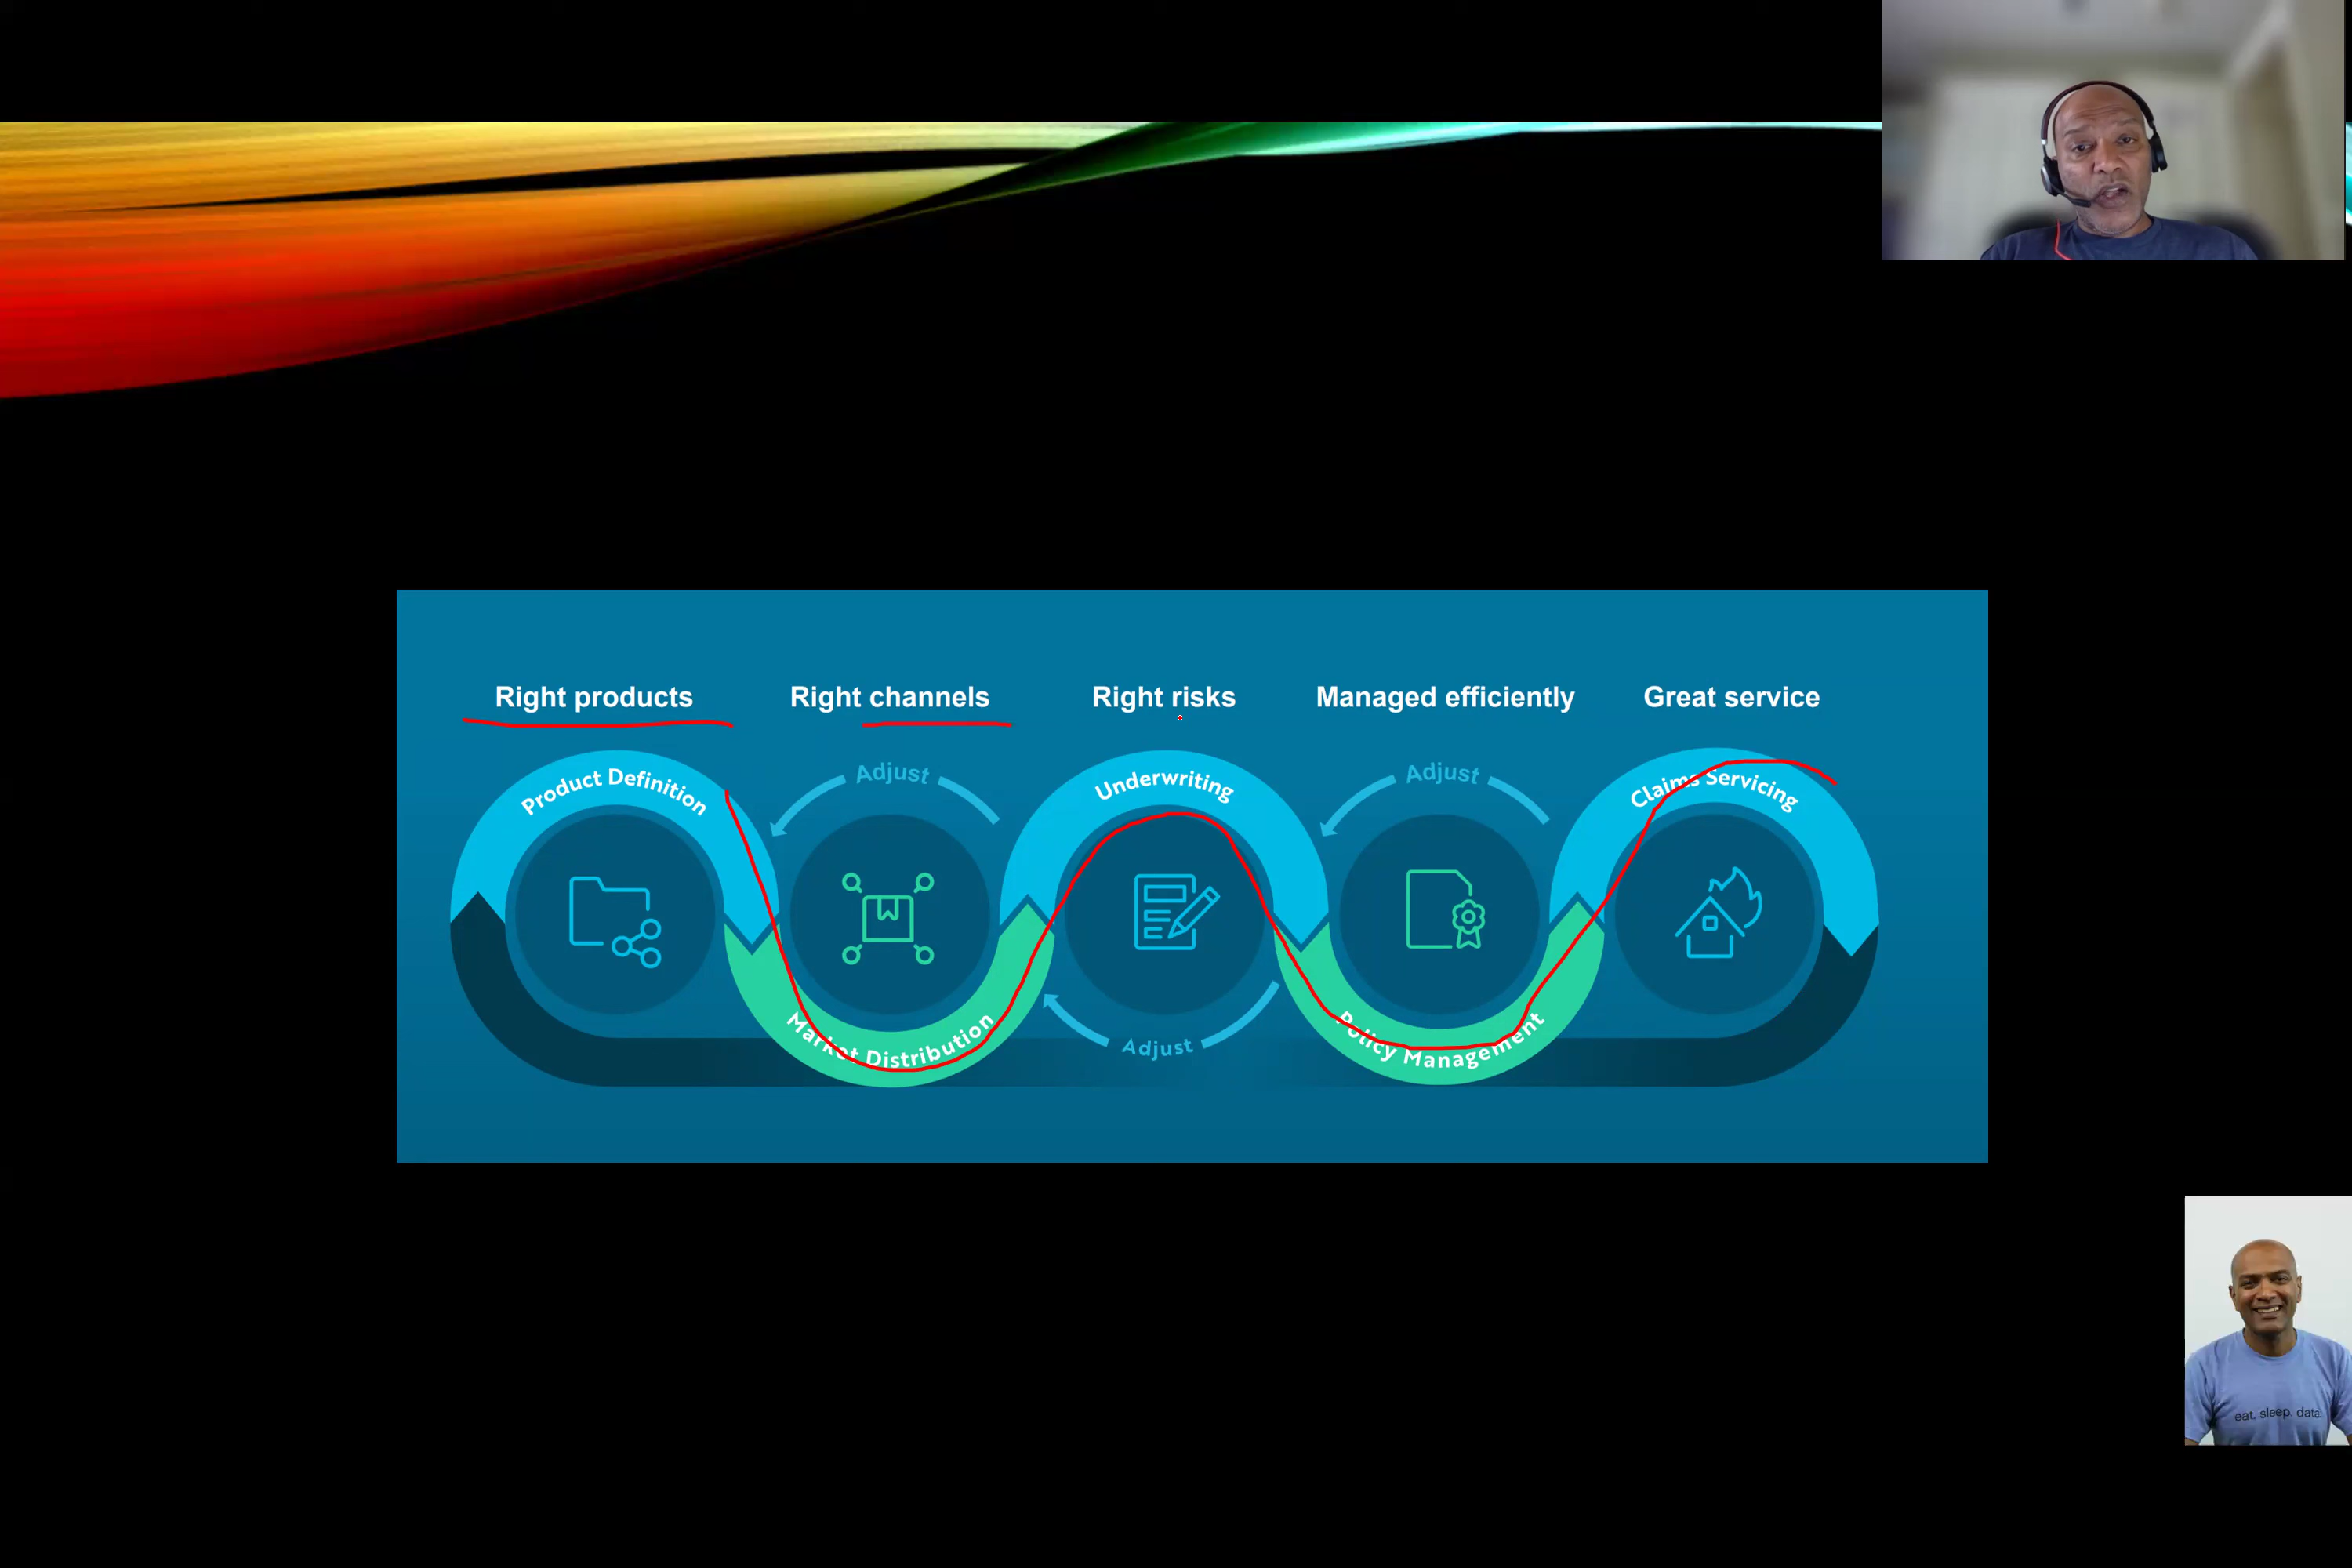 Right products
Right channels
Right risks
Managed efficiently
Great service
Product Definition
Adjust
Underwriting
Adjust
Claims Servicing
Market Distribution
Adjust
Policy Management
eat. sleep. data